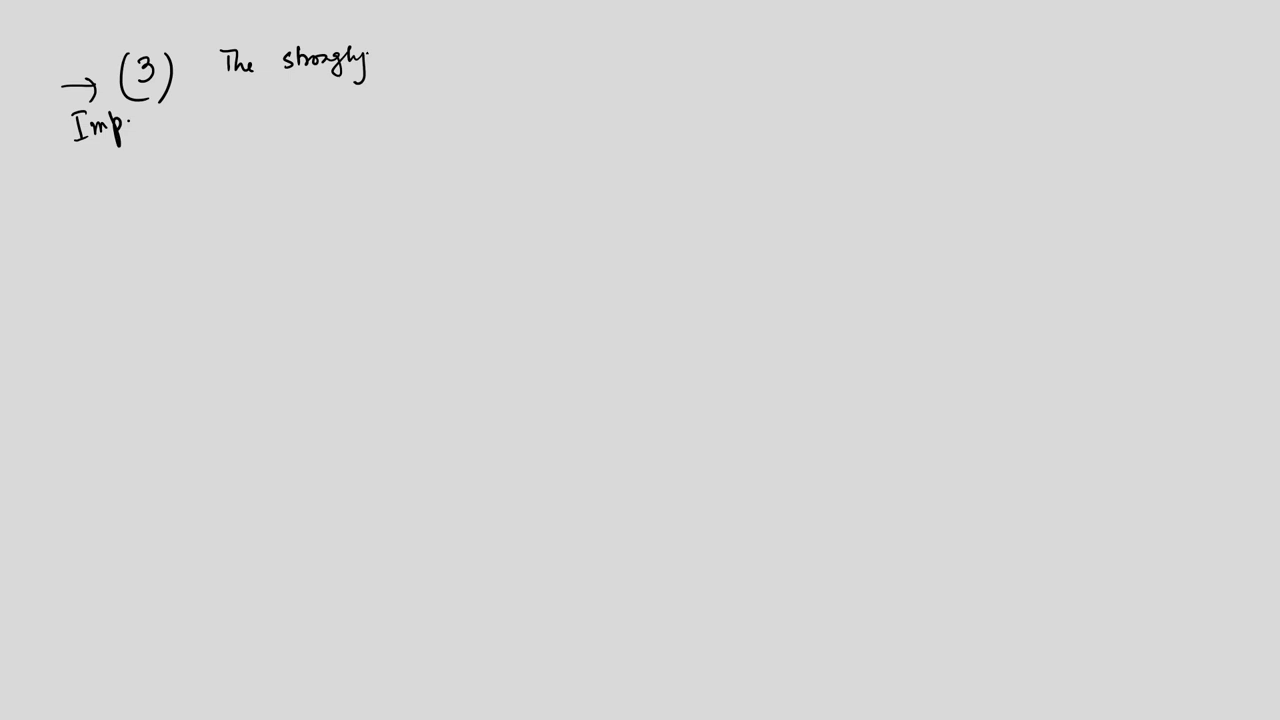 → (3) The strongly
Imp.